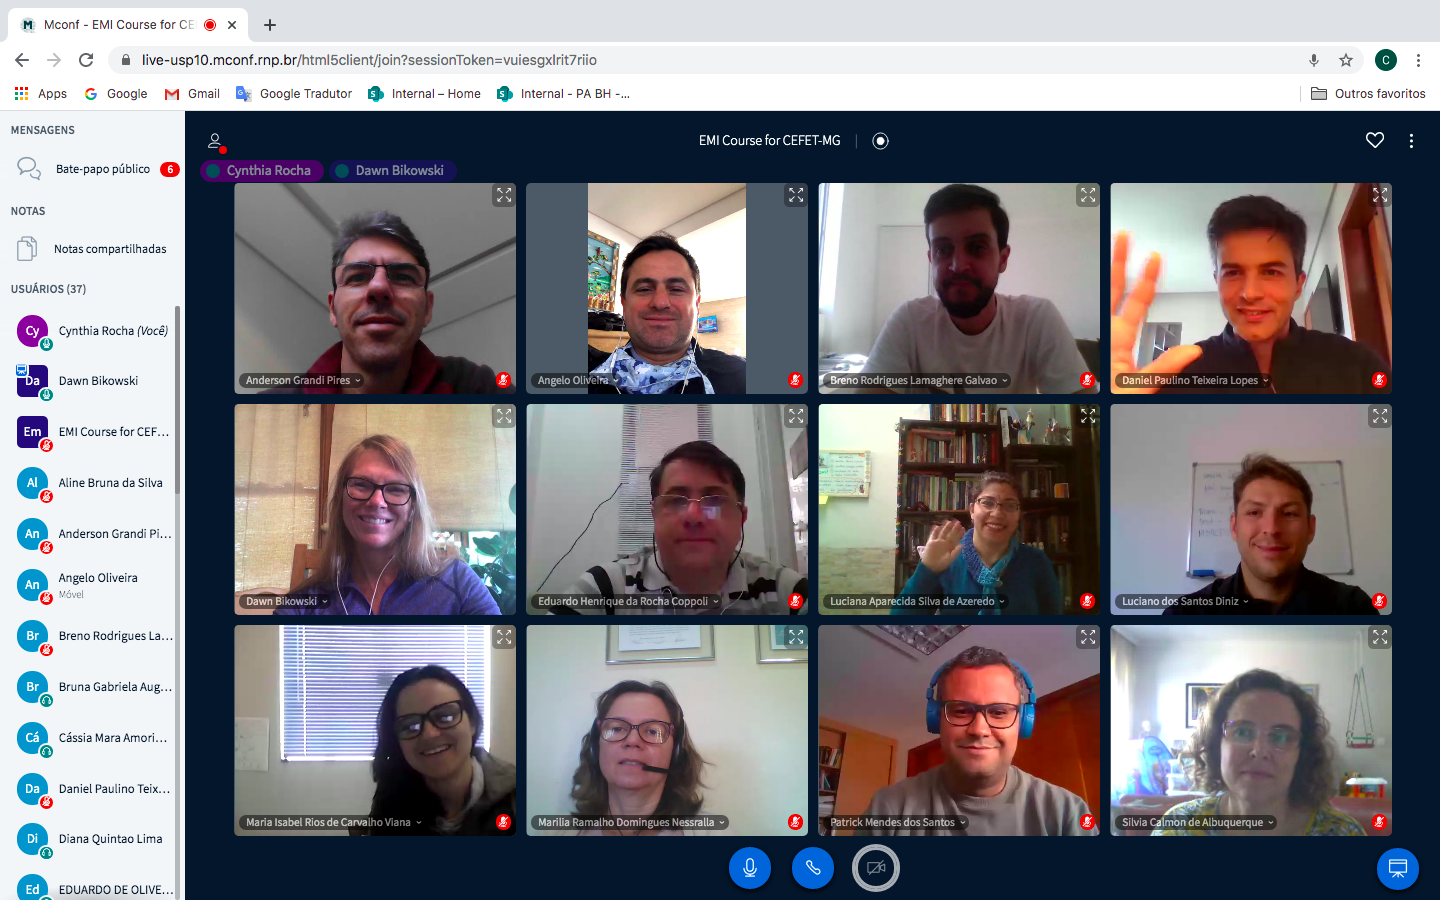 Mconf - EMI Course for CE
live-usp10.mconf.rnp.br/html5client/join?sessionToken=vuiesgxlrit7riio
C
Apps
Google
Gmail
Google Tradutor
Internal – Home
Internal - PA BH -...
Outros favoritos
MENSAGENS
Bate-papo público
6
NOTAS
Notas compartilhadas
USUÁRIOS (37)
Cy
Cynthia Rocha (Você)
Da
Dawn Bikowski
Em
EMI Course for CEF...
Al
Aline Bruna da Silva
An
Anderson Grandi Pi...
An
Angelo Oliveira
Móvel
Br
Breno Rodrigues La...
Br
Bruna Gabriela Aug...
Cá
Cássia Mara Amori...
Da
Daniel Paulino Teix...
Di
Diana Quintao Lima
Ed
EDUARDO DE OLIVE...
EMI Course for CEFET-MG
Cynthia Rocha
Dawn Bikowski
Anderson Grandi Pires
Angelo Oliveira
Breno Rodrigues Lamaghere Galvao
Daniel Paulino Teixeira Lopes
Dawn Bikowski
Eduardo Henrique da Rocha Coppoli
Luciana Aparecida Silva de Azeredo
Luciano dos Santos Diniz
Maria Isabel Rios de Carvalho Viana
Marilia Ramalho Domingues Nessralla
Patrick Mendes dos Santos
Silvia Calmon de Albuquerque